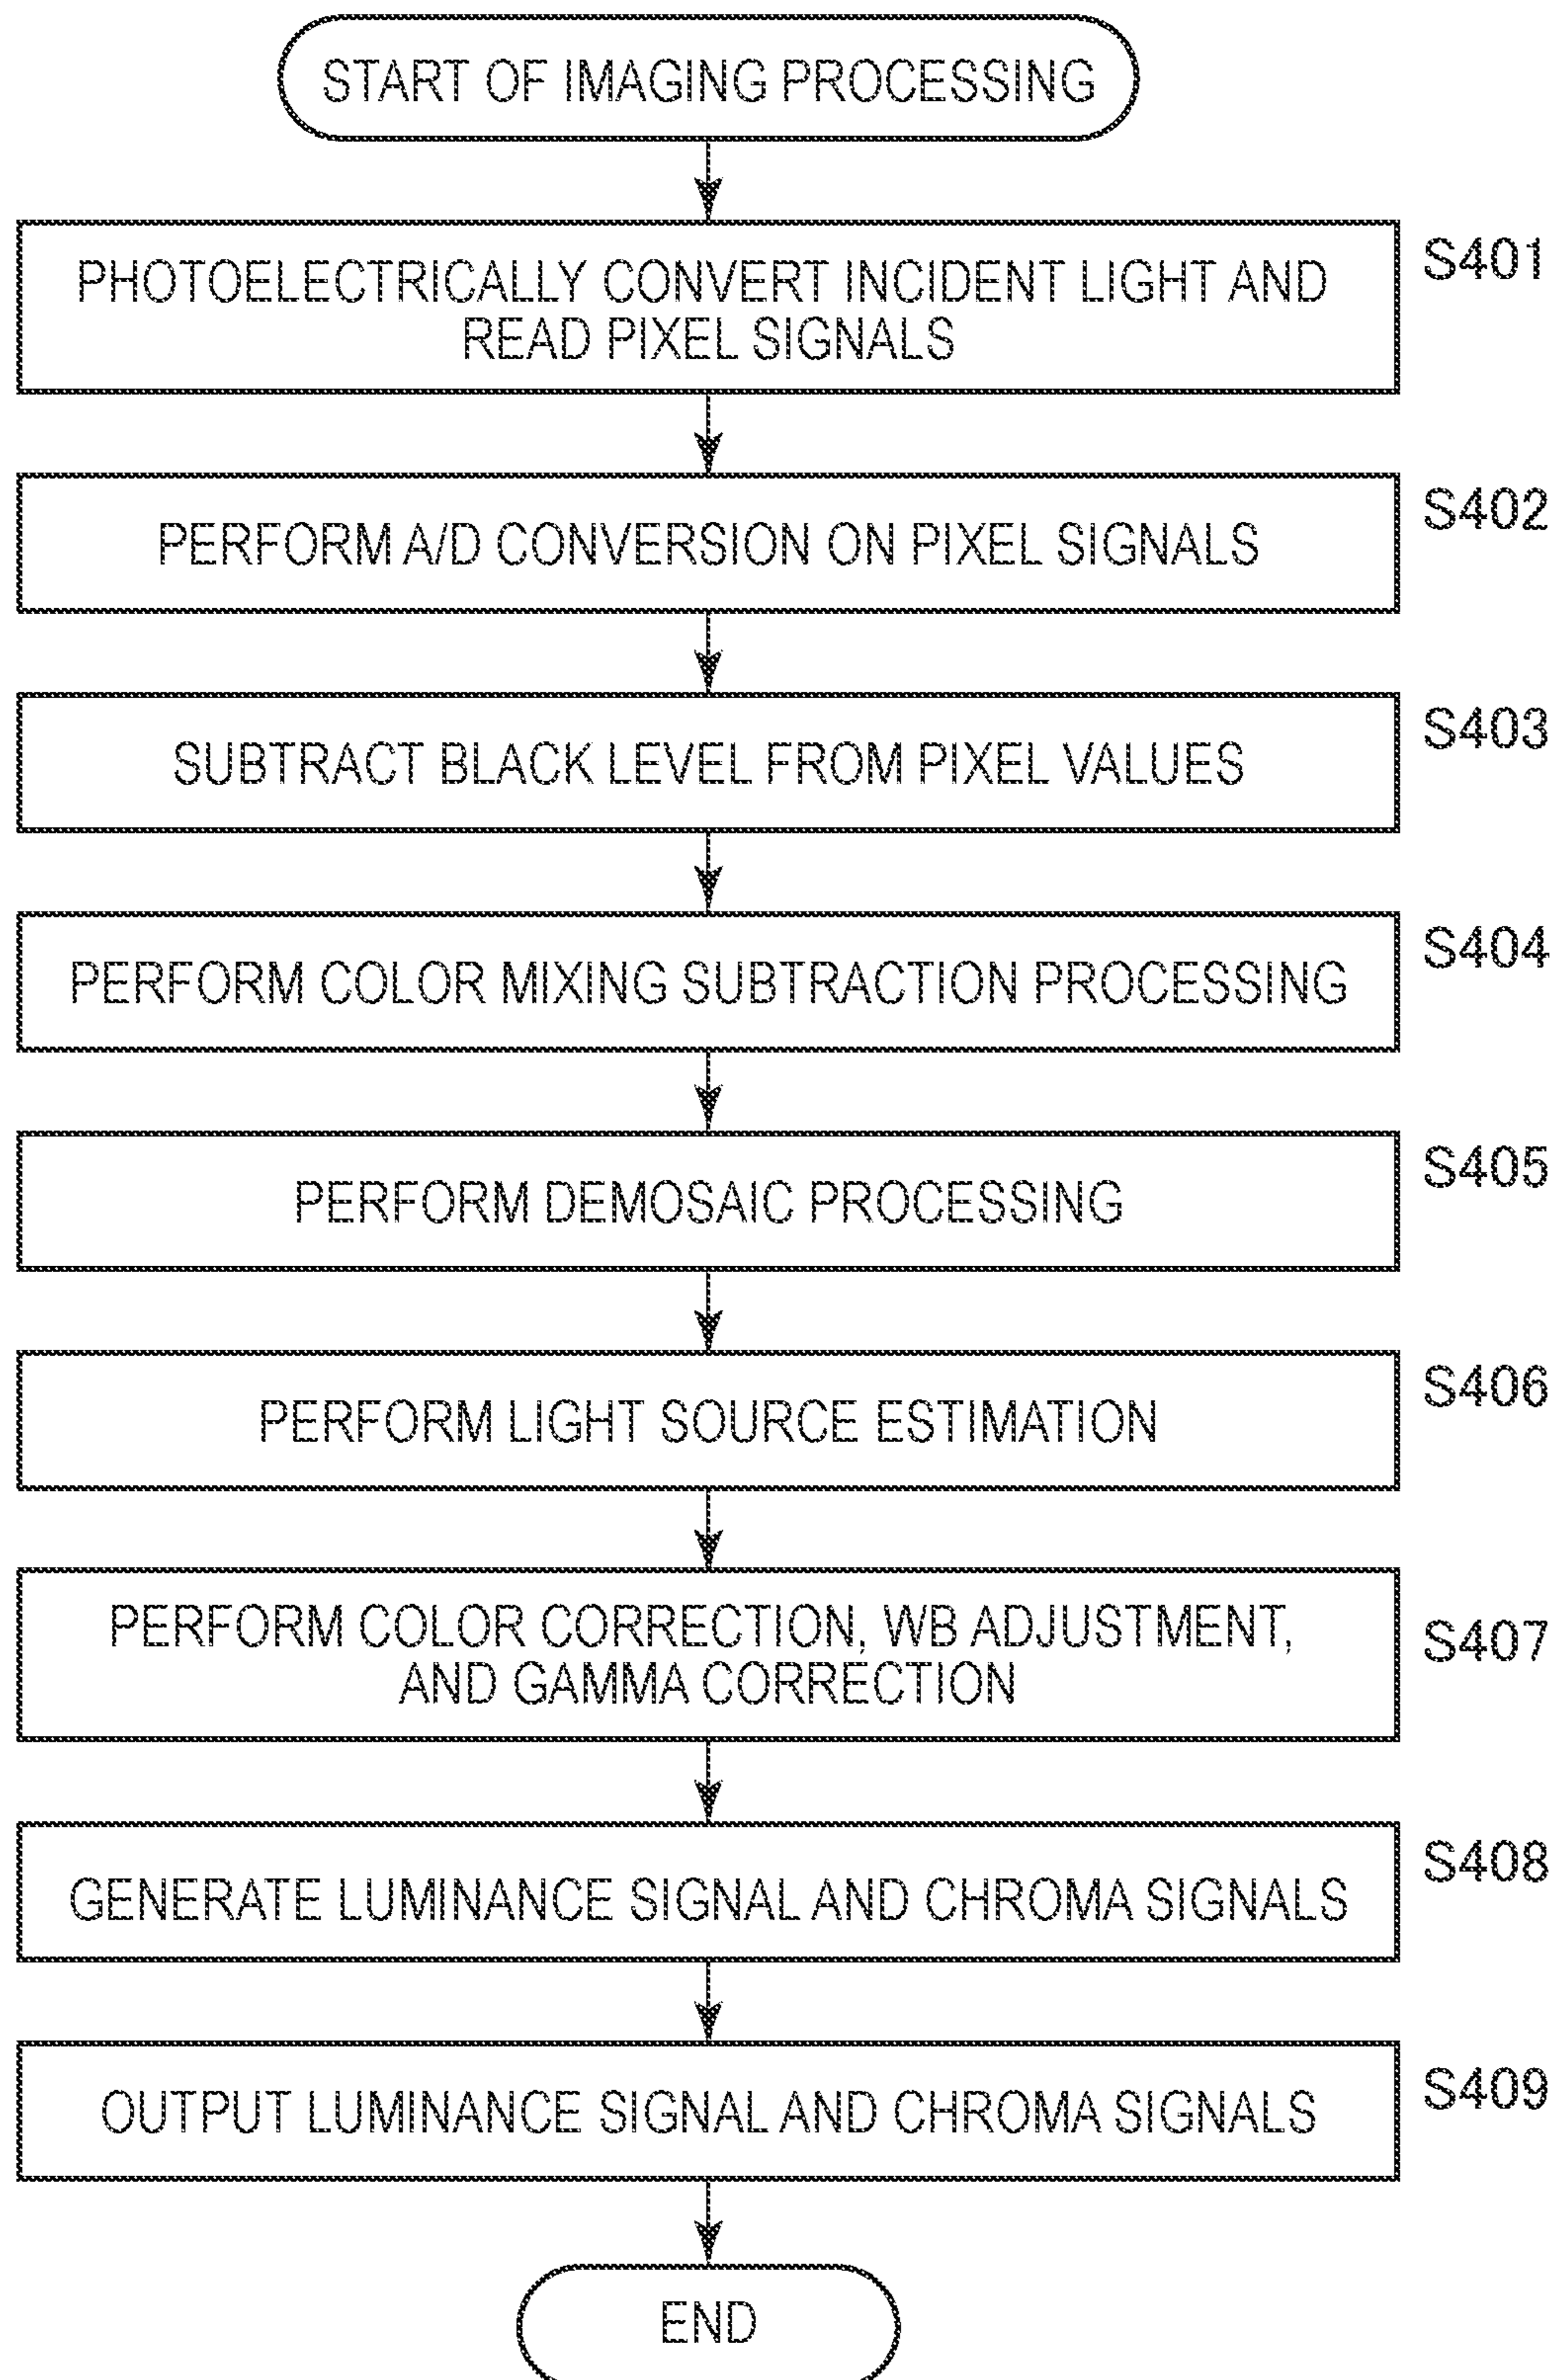 START OF IMAGING PROCESSING
PHOTOELECTRICALLY CONVERT INCIDENT LIGHT AND
READ PIXEL SIGNALS
S401
PERFORM A/D CONVERSION ON PIXEL SIGNALS
S402
SUBTRACT BLACK LEVEL FROM PIXEL VALUES
S403
PERFORM COLOR MIXING SUBTRACTION PROCESSING
S404
PERFORM DEMOSAIC PROCESSING
S405
PERFORM LIGHT SOURCE ESTIMATION
S406
PERFORM COLOR CORRECTION, WB ADJUSTMENT,
AND GAMMA CORRECTION
S407
GENERATE LUMINANCE SIGNAL AND CHROMA SIGNALS
S408
OUTPUT LUMINANCE SIGNAL AND CHROMA SIGNALS
S409
END